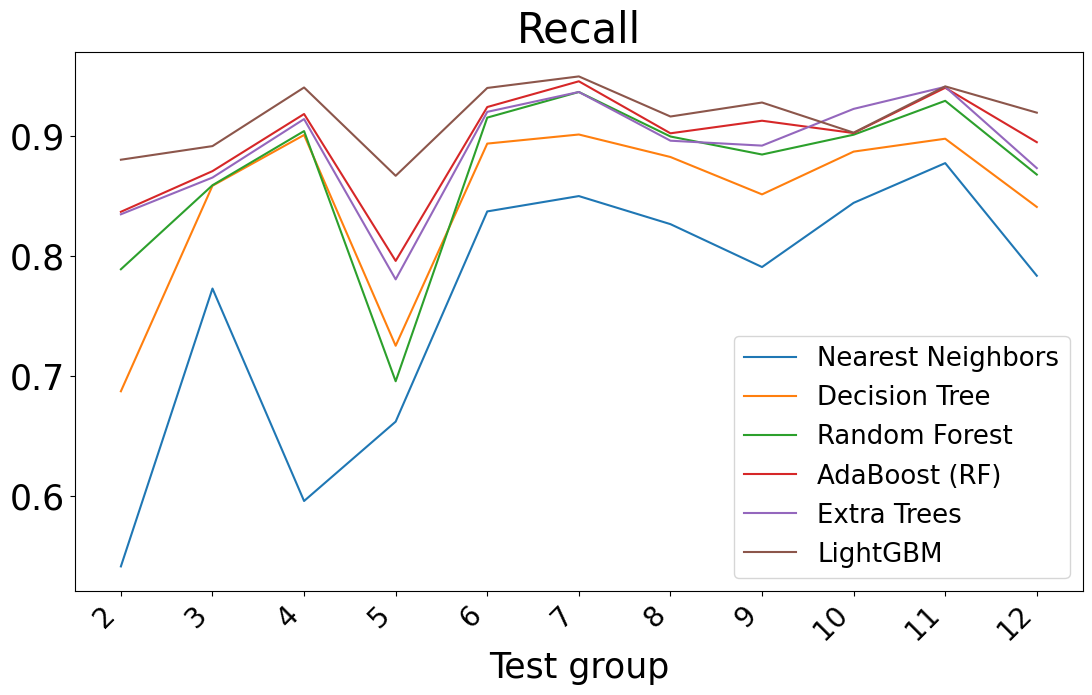 Recall
0.9
0.8
0.7
0.6
Nearest Neighbors
Decision Tree
Random Forest
AdaBoost (RF)
Extra Trees
LightGBM
2 3 4 5 6 7 8 9 10 11 12
Test group